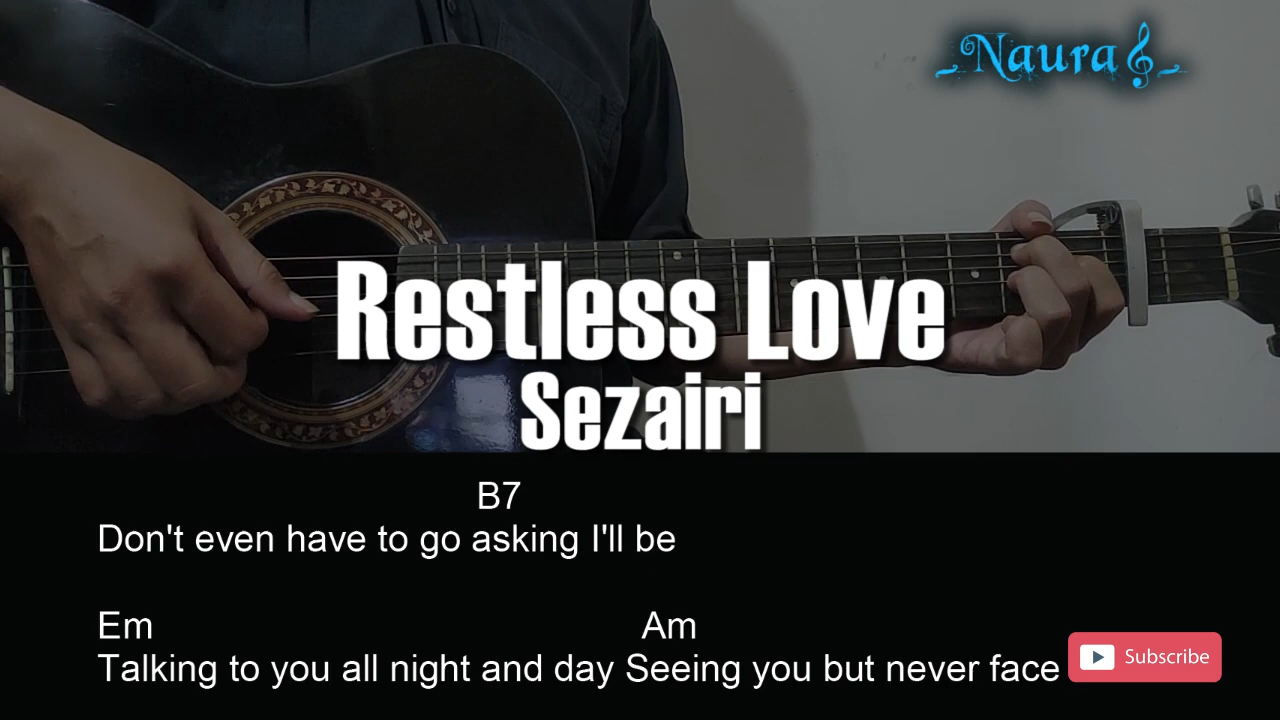 Naura
Restless Love
Sezairi
B7
Don't even have to go asking I'll be
Em Am
Talking to you all night and day Seeing you but never face
Subscribe